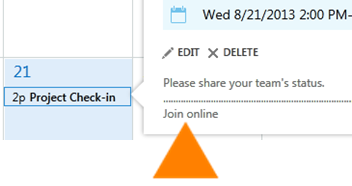 Wed 8/21/2013 2:00 PM-
EDIT
DELETE
21
Please share your team's status.
2p Project Check-in
Join online